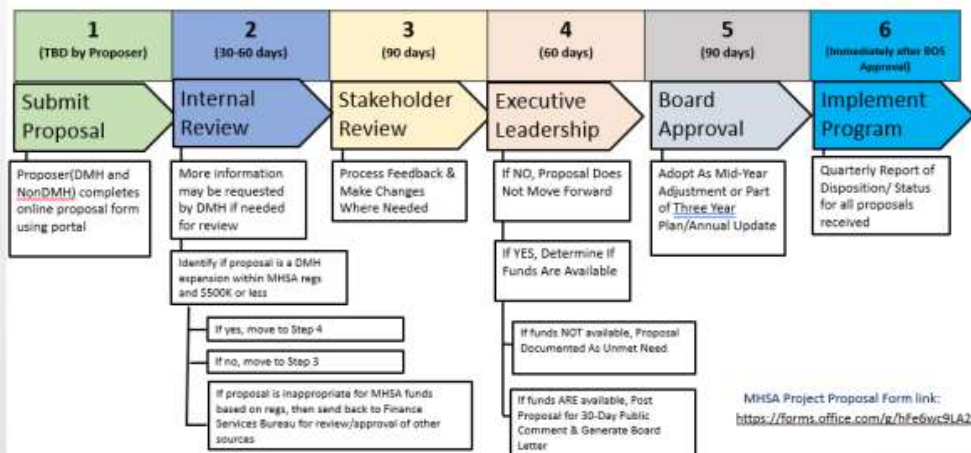 1
(TBD by Proposer)
2
(30-60 days)
3
(90 days)
4
(60 days)
5
(90 days)
6
(Immediately after BOS
Approval)
Submit
Proposal
Internal
Review
Stakeholder
Review
Executive
Leadership
Board
Approval
Implement
Program
Proposer(DMH and
NonDMH) completes
online proposal form
using portal
More information
may be requested
by DMH if needed
for review
Identify if proposal is a DMH
expansion within MHSA regs
and $500K or less
If yes, move to Step 4
If no, move to Step 3
If proposal is inappropriate for MHSA funds
based on regs, then send back to Finance
Services Bureau for review/approval of other
sources
Process Feedback &
Make Changes
Where Needed
If NO, Proposal Does
Not Move Forward
If YES, Determine If
Funds Are Available
If funds NOT available, Proposal
Documented As Unmet Need
If funds ARE available, Post
Proposal for 30-Day Public
Comment & Generate Board
Letter
Adopt As Mid-Year
Adjustment or Part
of Three Year
Plan/Annual Update
Quarterly Report of
Disposition/ Status
for all proposals
received
MHSA Project Proposal Form link:
https://forms.office.com/g/hFe6wc9LA2